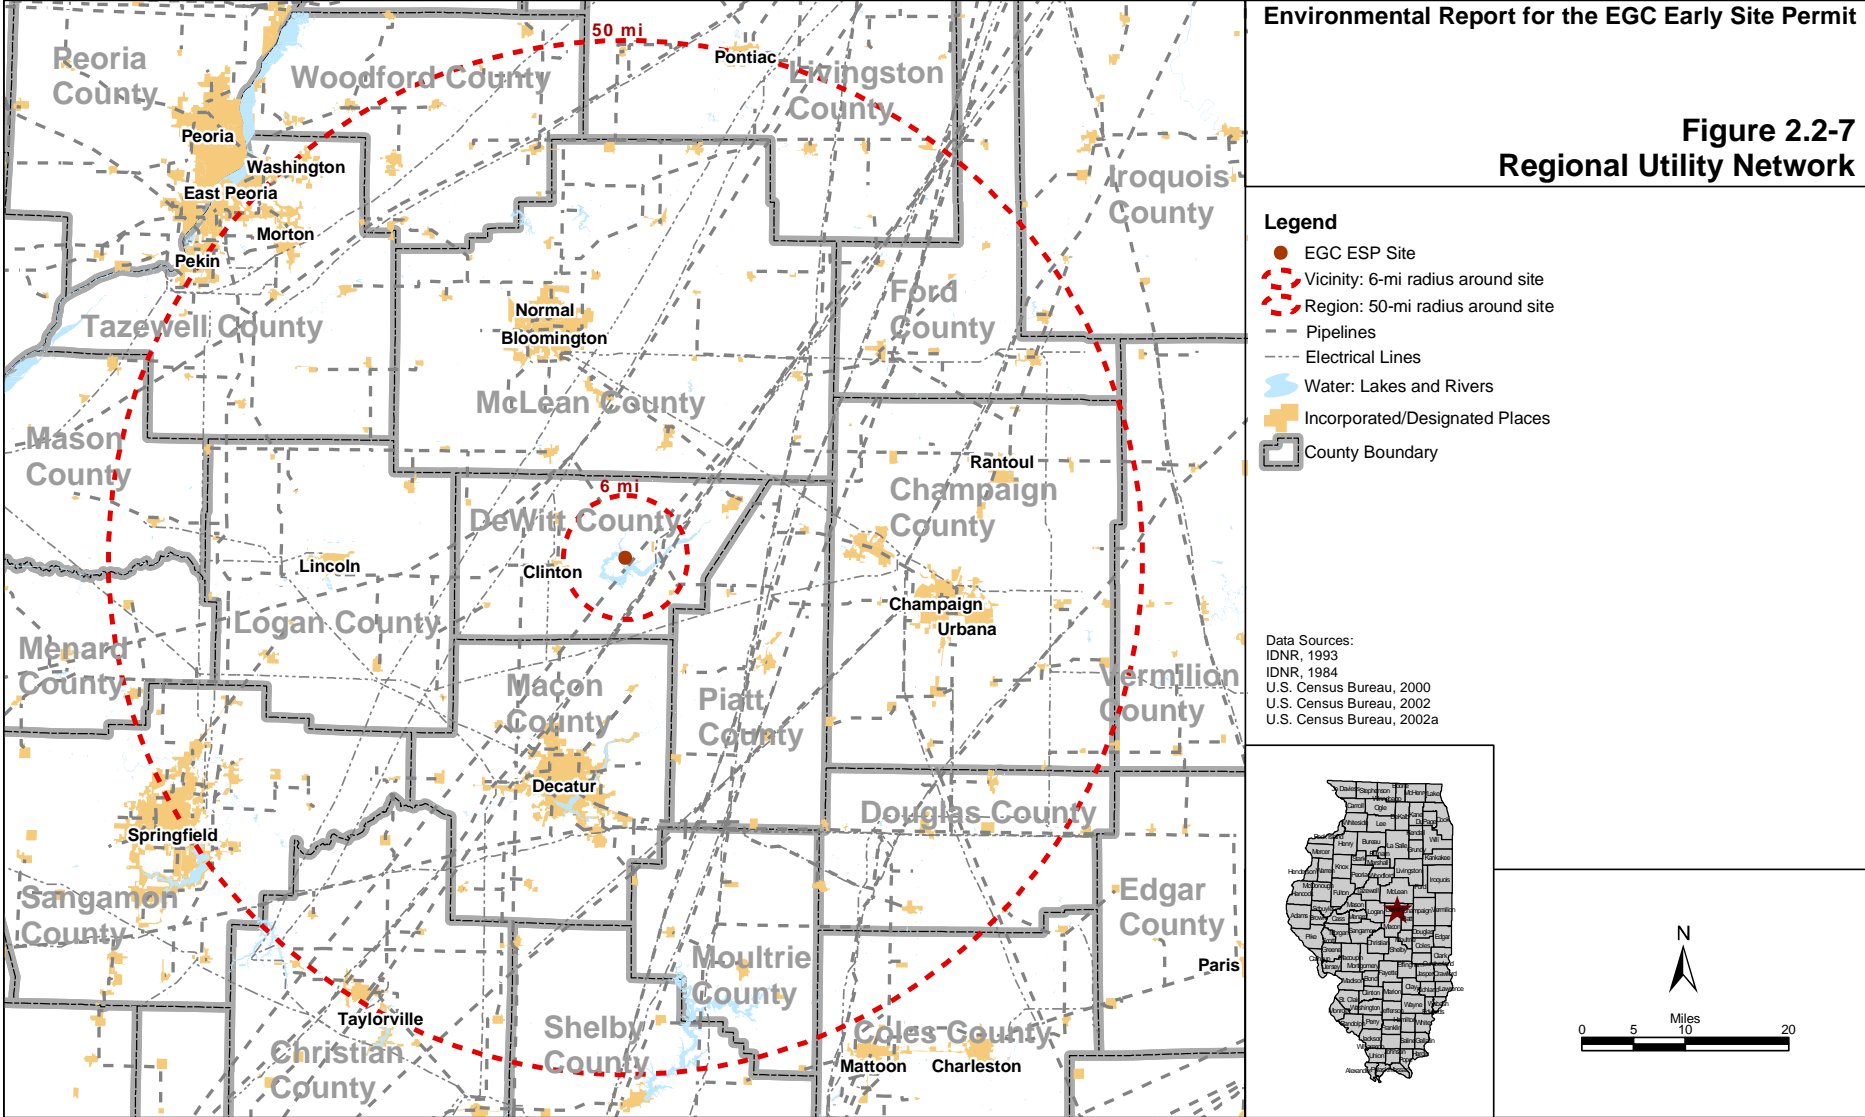 Environmental Report for the EGC Early Site Permit
Figure 2.2-7
Regional Utility Network
Legend
EGC ESP Site
Vicinity: 6-mi radius around site
Region: 50-mi radius around site
Pipelines
Electrical Lines
Water: Lakes and Rivers
Incorporated/Designated Places
County Boundary
Data Sources:
IDNR, 1993
IDNR, 1984
U.S. Census Bureau, 2000
U.S. Census Bureau, 2002
U.S. Census Bureau, 2002a
N
Miles
0 5 10 20
50 mi
Pontiac
Peoria
County
Woodford County
Livingston
County
Peoria
Washington
East Peoria
Morton
Pekin
Iroquois
County
Tazewell County
Normal
Bloomington
Ford
County
McLean County
Mason
County
Rantoul
Champaign
County
6 mi
DeWitt County
Clinton
Lincoln
Logan County
Champaign
Urbana
Menard
County
Macon
County
Piatt
County
Vermilion
County
Decatur
Douglas County
Springfield
Sangamon
County
Edgar
County
Paris
Moultrie
County
Taylorville
Shelby
County
Coles County
Mattoon
Charleston
Christian
County